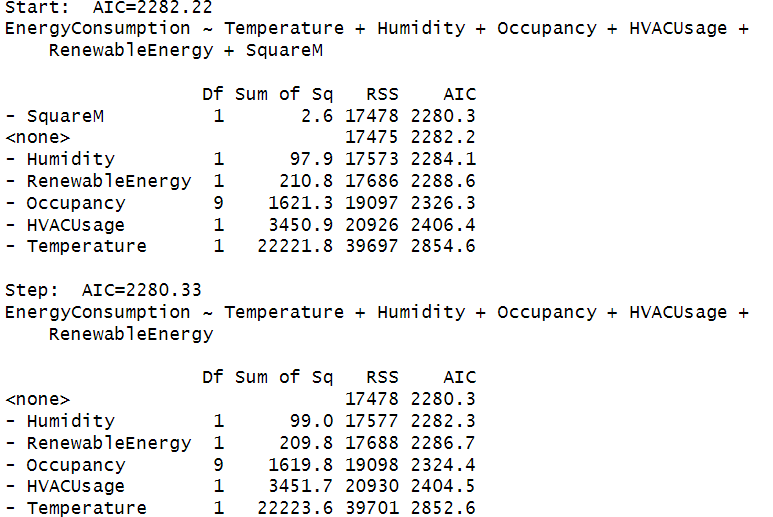 Start:  AIC=2282.22
EnergyConsumption ~ Temperature + Humidity + Occupancy + HVACUsage +
    RenewableEnergy + SquareM

                  Df Sum of Sq   RSS    AIC
- SquareM          1       2.6 17478 2280.3
<none>                         17475 2282.2
- Humidity         1      97.9 17573 2284.1
- RenewableEnergy  1     210.8 17686 2288.6
- Occupancy        9    1621.3 19097 2326.3
- HVACUsage        1    3450.9 20926 2406.4
- Temperature      1   22221.8 39697 2854.6

Step:  AIC=2280.33
EnergyConsumption ~ Temperature + Humidity + Occupancy + HVACUsage +
    RenewableEnergy

                  Df Sum of Sq   RSS    AIC
<none>                         17478 2280.3
- Humidity         1      99.0 17577 2282.3
- RenewableEnergy  1     209.8 17688 2286.7
- Occupancy        9    1619.8 19098 2324.4
- HVACUsage        1    3451.7 20930 2404.5
- Temperature      1   22223.6 39701 2852.6